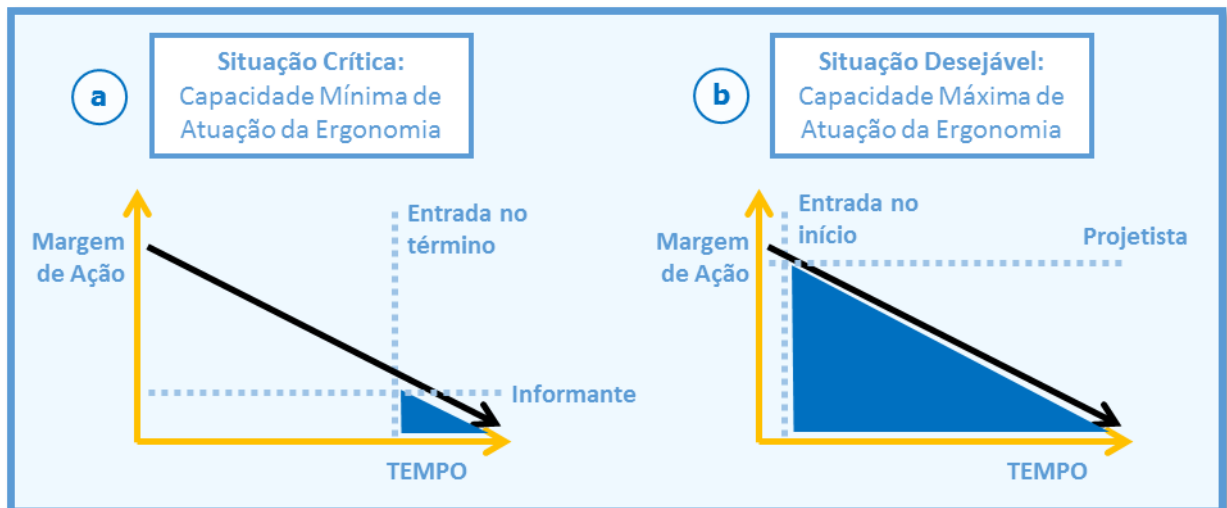 a
Situação Crítica:
Capacidade Mínima de
Atuação da Ergonomia
Margem
de Ação
Entrada no
término
Informante
TEMPO
b
Situação Desejável:
Capacidade Máxima de
Atuação da Ergonomia
Margem
de Ação
Entrada no
início
Projetista
TEMPO